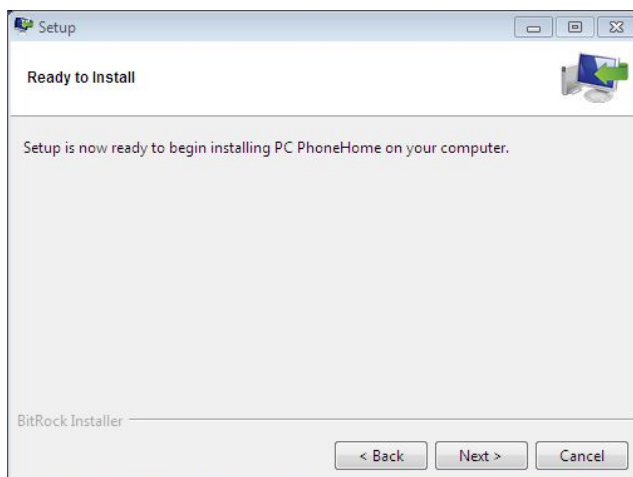 Setup
Ready to Install
Setup is now ready to begin installing PC PhoneHome on your computer.
BitRock Installer
< Back Next > Cancel